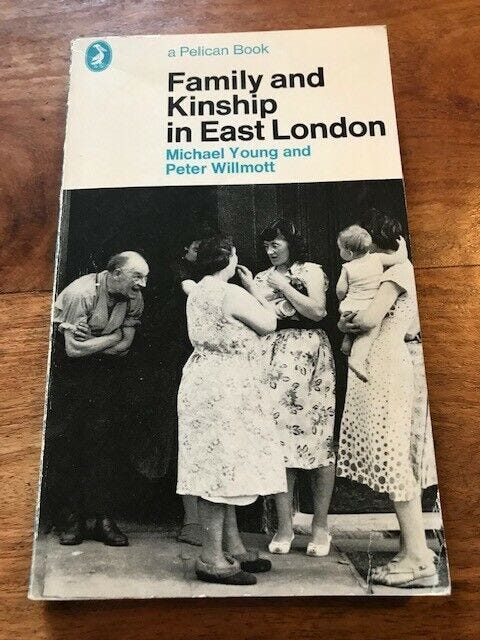 a Pelican Book
Family and
Kinship
in East London
Michael Young and
Peter Willmott